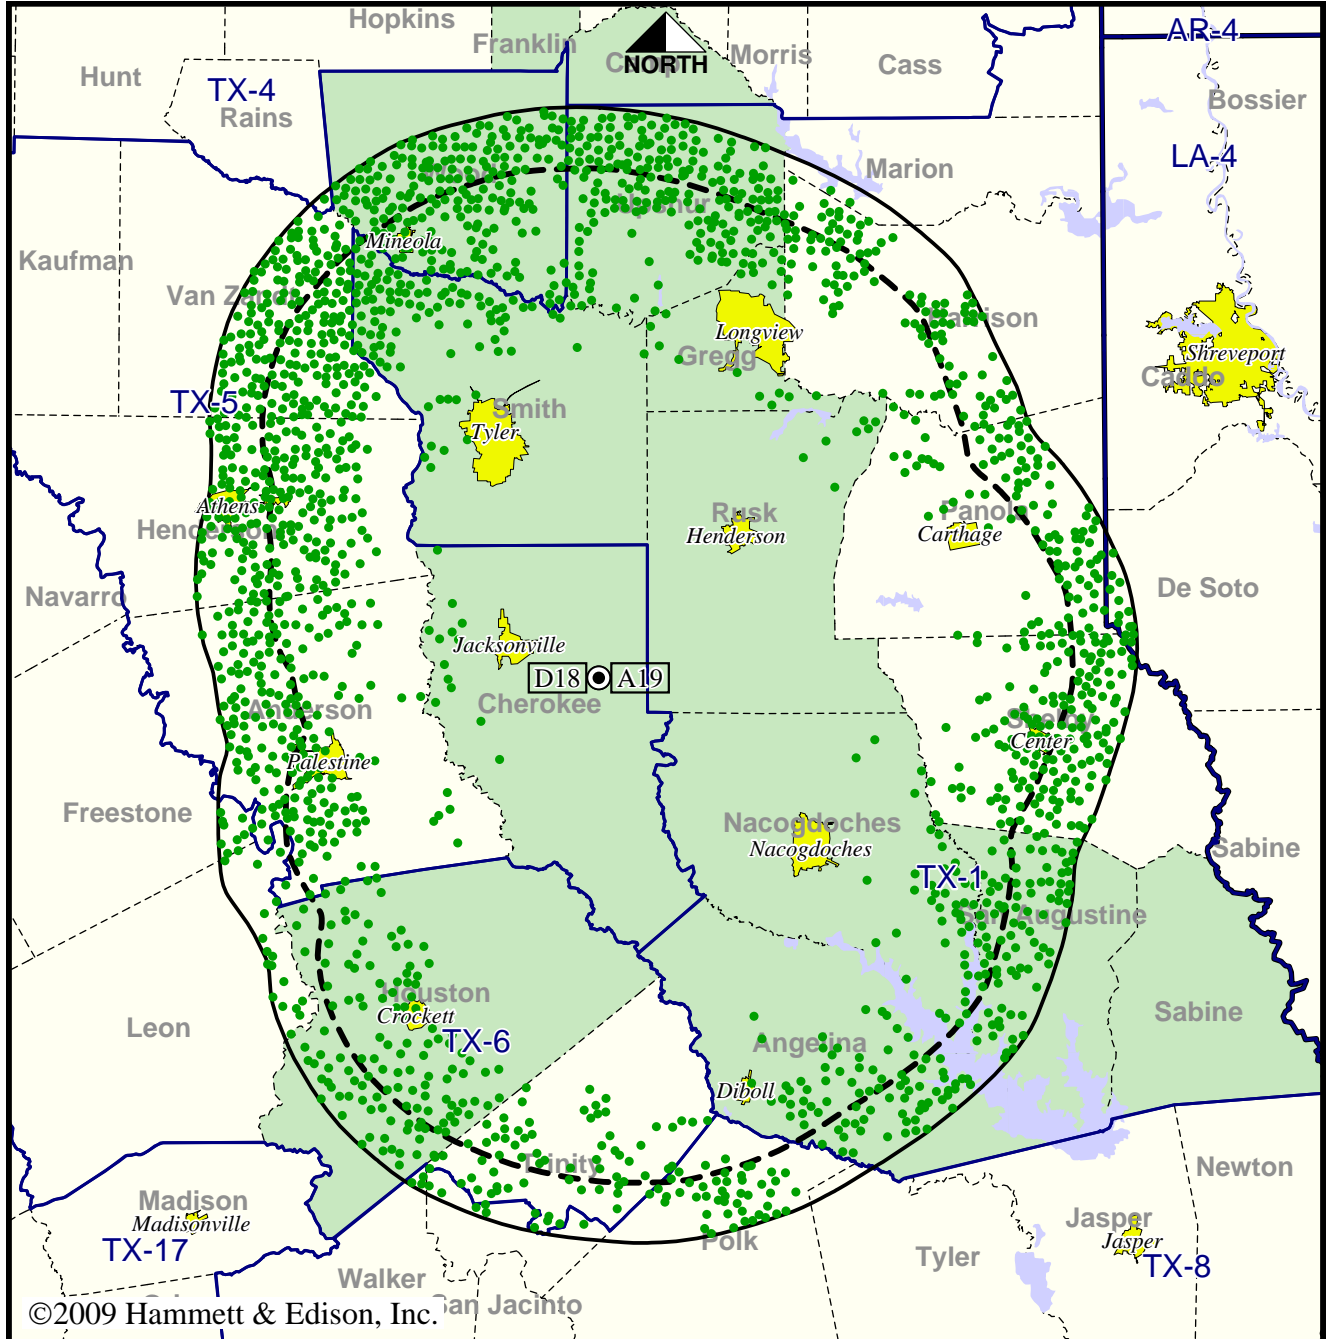 Hopkins
Franklin
Camp
NORTH
Morris
Cass
AR-4
Hunt
TX-4
Rains
Bossier
LA-4
Wood
Marion
Upshur
Mineola
Kaufman
Van Zandt
Harrison
Longview
Gregg
Shreveport
Caddo
TX-5
Smith
Tyler
Athens
Henderson
Rusk
Henderson
Panola
Carthage
Navarro
De Soto
Jacksonville
D18
A19
Cherokee
Anderson
Shelby
Center
Palestine
Freestone
Nacogdoches
Nacogdoches
Sabine
TX-1
San Augustine
Houston
Crockett
Leon
TX-6
Sabine
Angelina
Diboll
Trinity
Newton
Madison
Madisonville
TX-17
Jasper
Jasper
Polk
Tyler
TX-8
Walker
San Jacinto
©2009 Hammett & Edison, Inc.